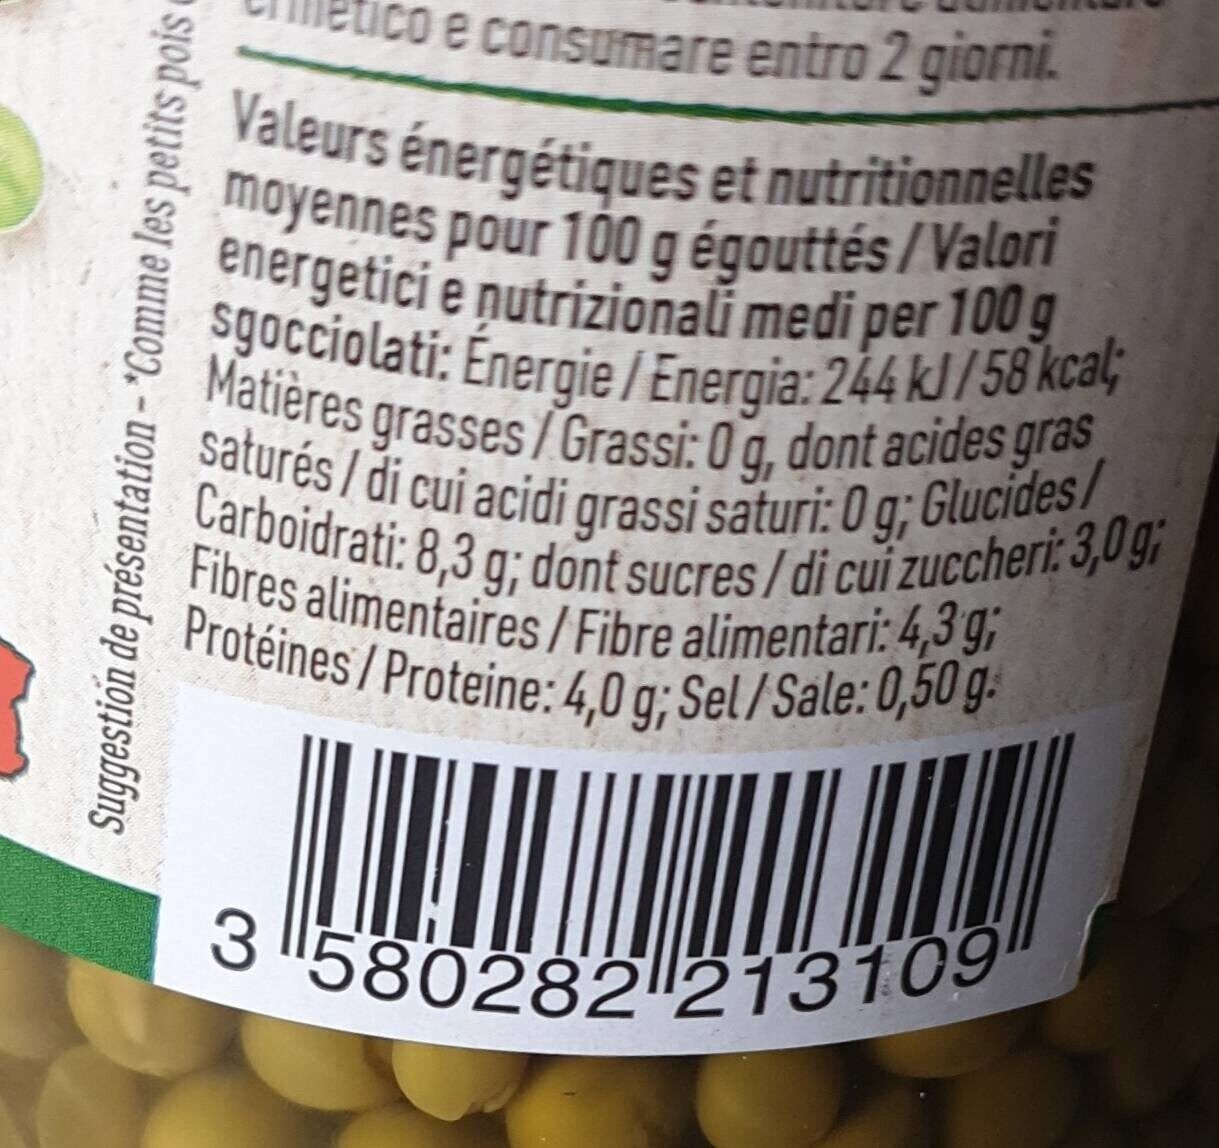 e consumare entro 2 giorni.
Valeurs énergétiques et nutritionnelles
moyennes pour 100 g égouttés / Valori
energetici e nutrizionali medi per 100 g
sgocciolati: Énergie / Energia: 244 kJ / 58 kcal;
Matières grasses / Grassi: 0 g, dont acides gras
saturés / di cui acidi grassi saturi: 0 g; Glucides /
Carboidrati: 8,3 g; dont sucres / di cui zuccheri: 3,0 g;
Fibres alimentaires / Fibre alimentari: 4,3 g;
Protéines / Proteine: 4,0 g; Sel / Sale: 0,50 g.
Suggestion de présentation - *Comme les petits pois
3 580282 213109